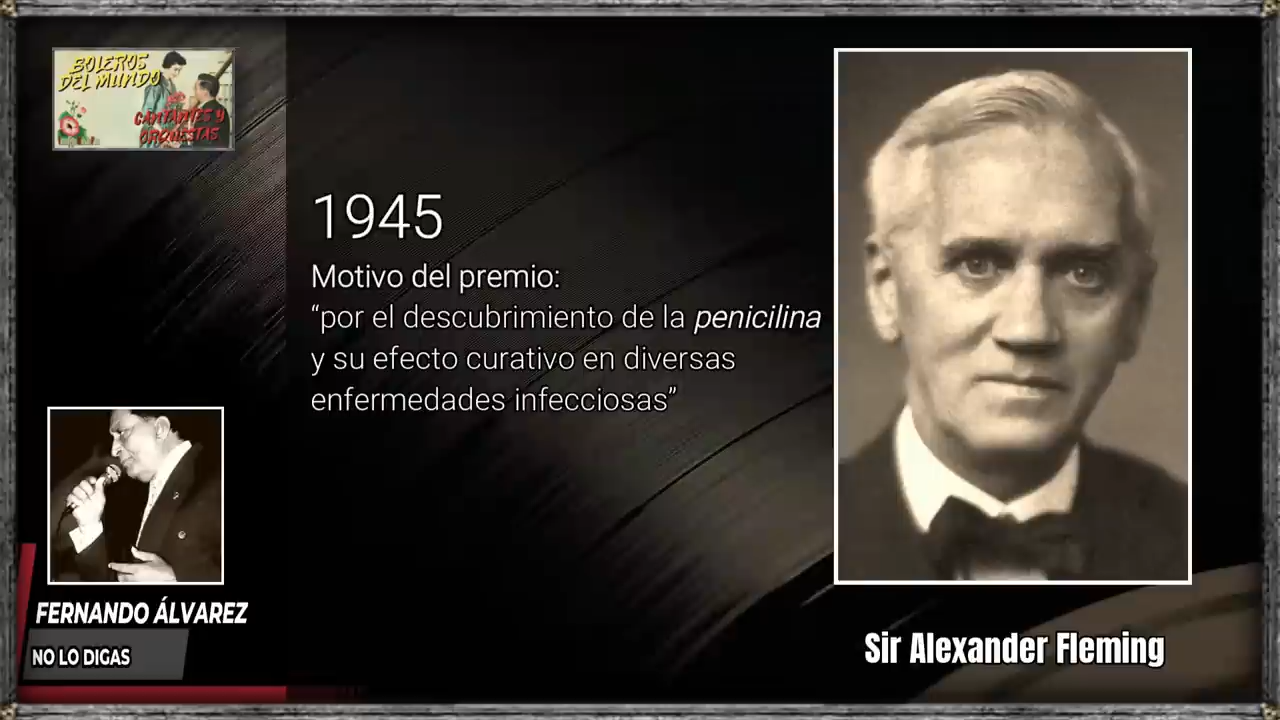 BOLEROS
DEL MUNDO
CANTANTES Y
ORQUESTAS
1945
Motivo del premio:
“por el descubrimiento de la penicilina
y su efecto curativo en diversas
enfermedades infecciosas”
FERNANDO ÁLVAREZ
NO LO DIGAS
Sir Alexander Fleming